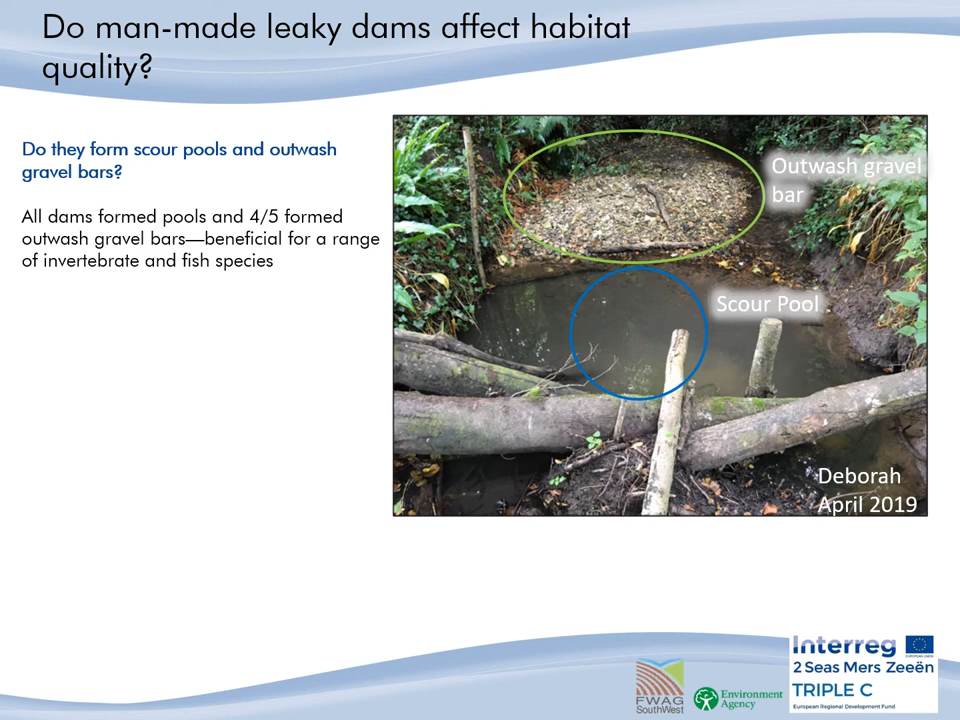 Do man-made leaky dams affect habitat
quality?
Do they form scour pools and outwash
gravel bars?
All dams formed pools and 4/5 formed
outwash gravel bars—beneficial for a range
of invertebrate and fish species
Outwash gravel
bar
Scour Pool
Deborah
April 2019
FWAG
SouthWest
Environment
Agency
Interreg
EUROPEAN UNION
2 Seas Mers Zeeën
TRIPLE C
European Regional Development Fund